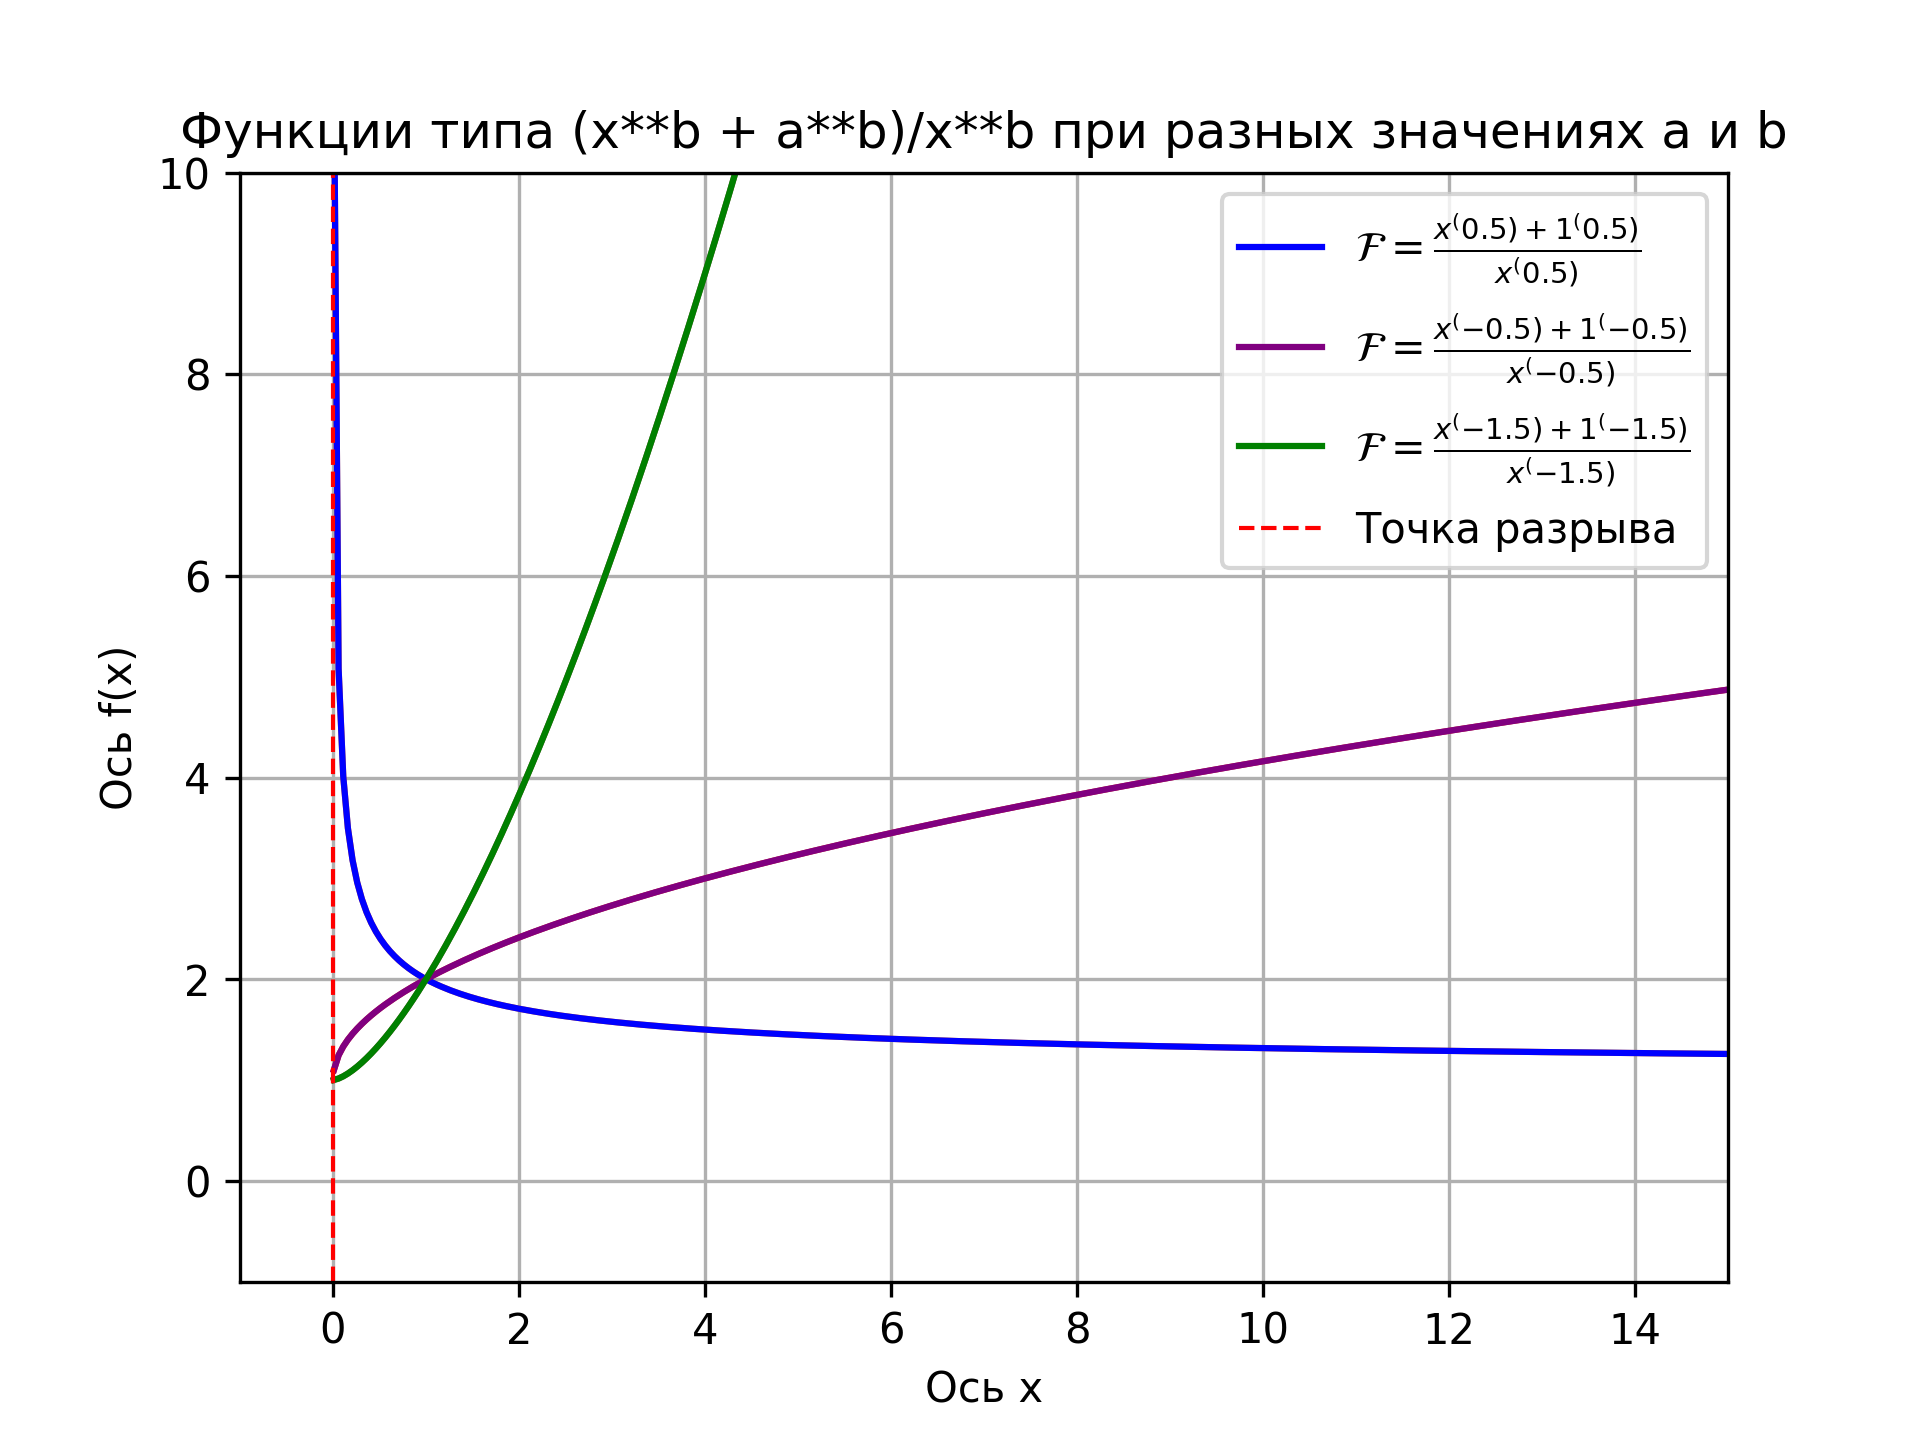 Функции типа (x**b + a**b)/x**b при разных значениях a и b
10
8
6
4
2
0
Ось f(x)
ℱ = x⁽0.5) + 1⁽0.5) / x⁽0.5)
ℱ = x⁽−0.5) + 1⁽−0.5) / x⁽−0.5)
ℱ = x⁽−1.5) + 1⁽−1.5) / x⁽−1.5)
Точка разрыва
0 2 4 6 8 10 12 14
Ось x